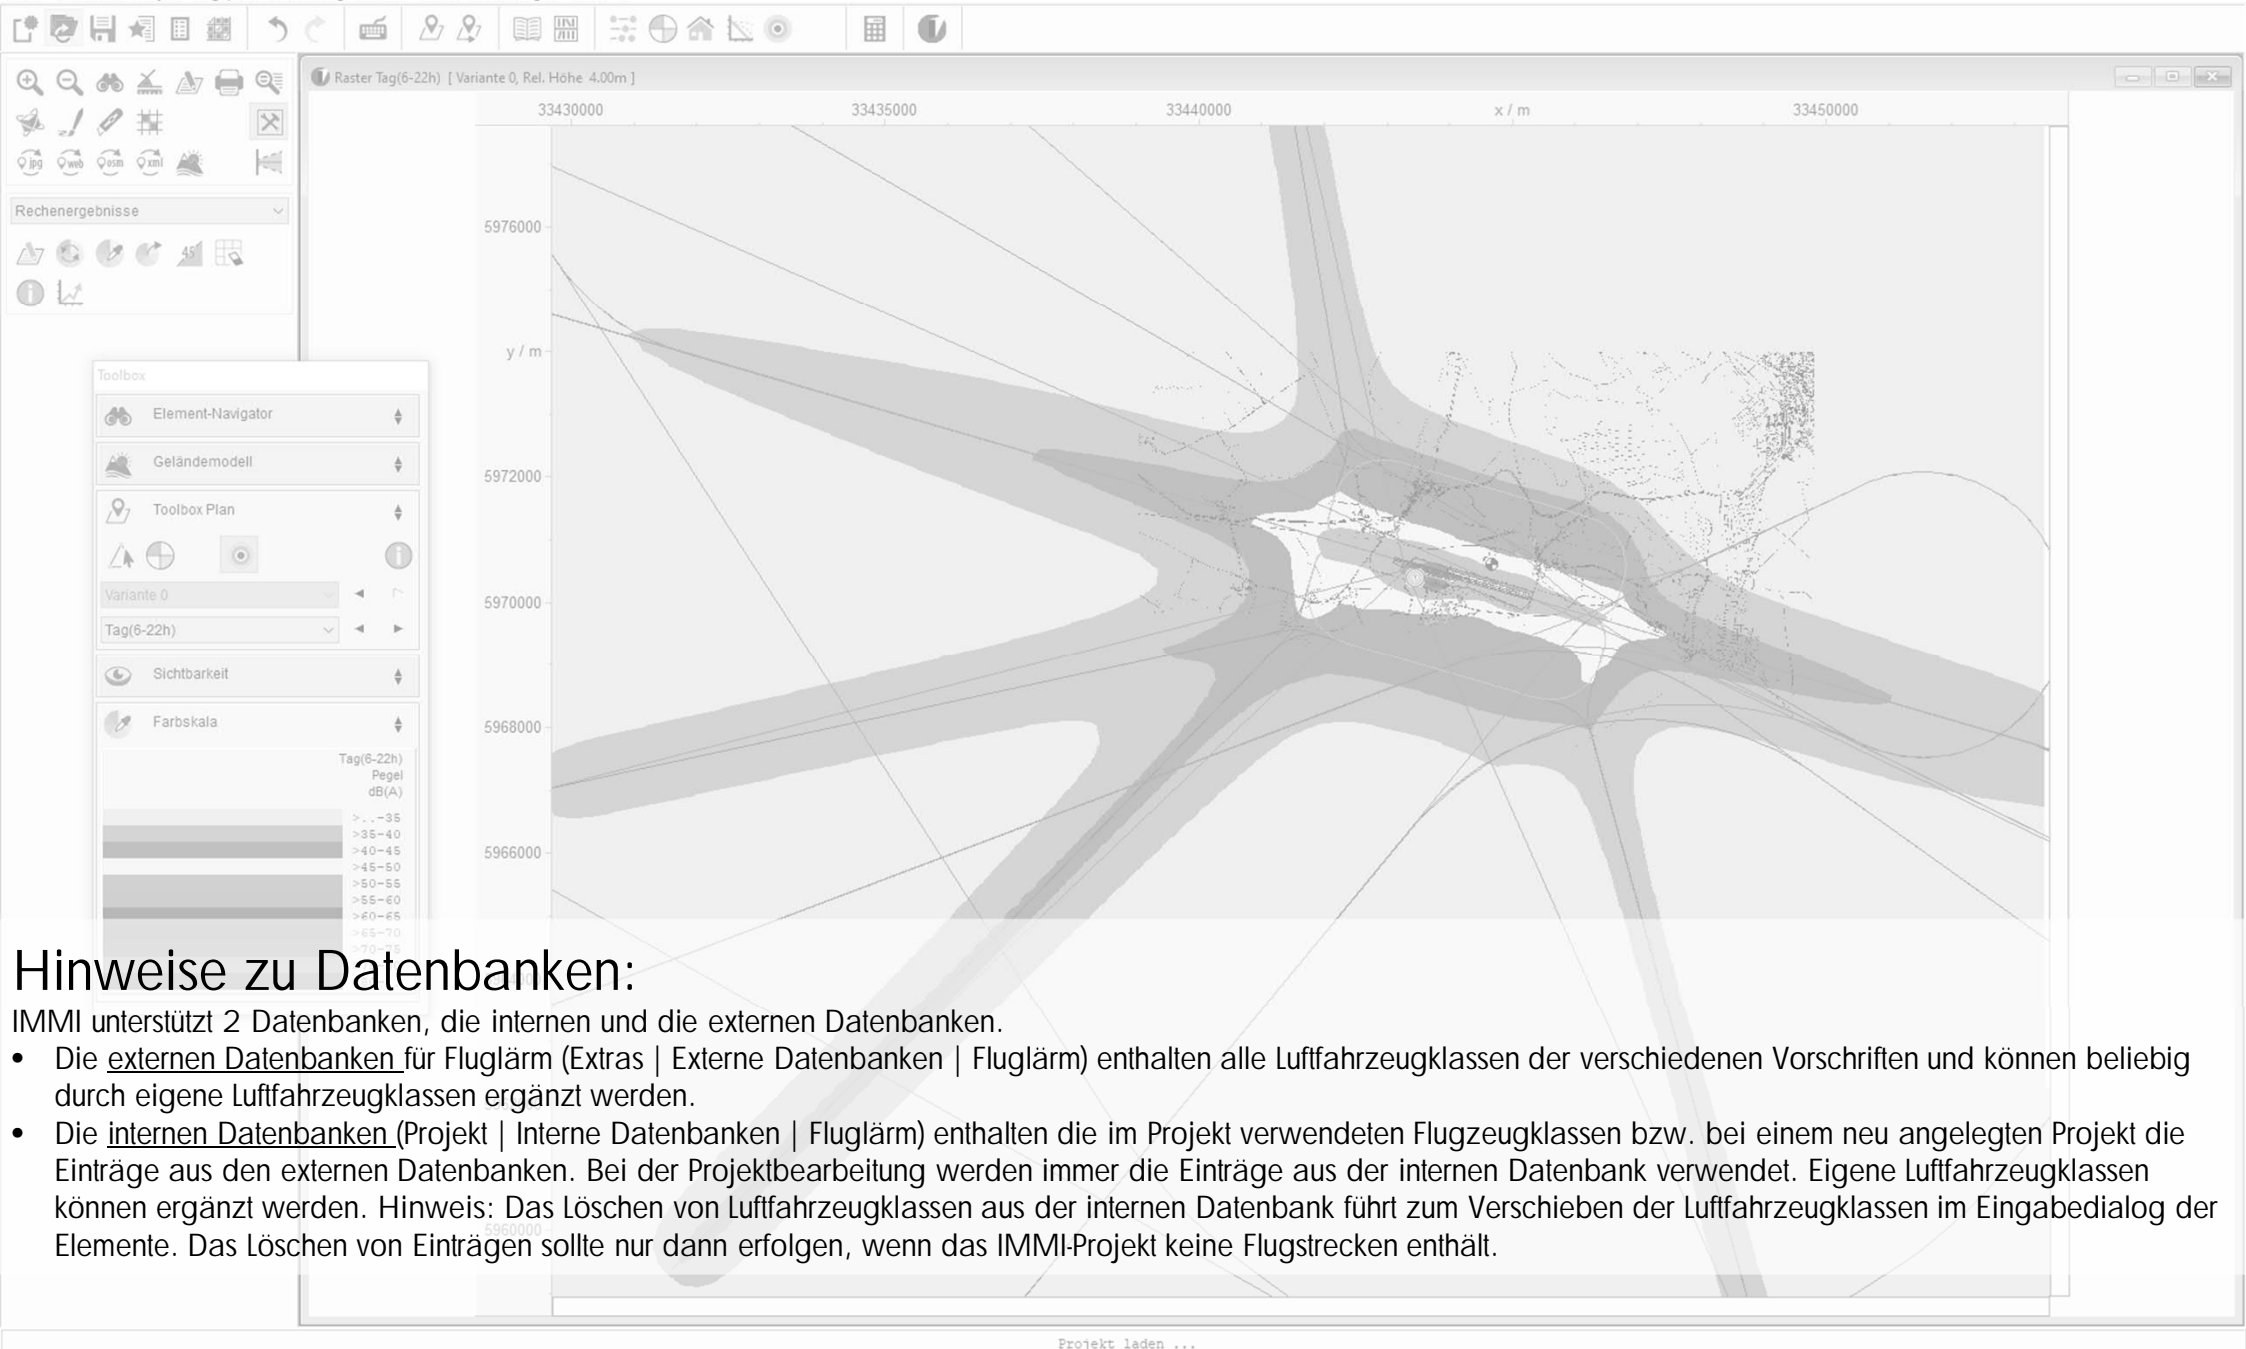 Raster Tag(6-22h) [ Variante 0, Rel. Höhe 4.00m ]
33430000 33435000 33440000 x / m 33450000
jpg web osm xml
Rechenergebnisse
45
5976000
y / m
5972000
5970000
5968000
5966000
Toolbox
Element-Navigator
Geländemodell
Toolbox Plan
Variante 0
Tag(6-22h)
Sichtbarkeit
Farbskala
Tag(6-22h)
Pegel
dB(A)
>..-35
>35-40
>40-45
>45-50
>50-55
>55-60
>60-65
>65-70
>70-75
Hinweise zu Datenbanken:
IMMI unterstützt 2 Datenbanken, die internen und die externen Datenbanken.
• Die externen Datenbanken für Fluglärm (Extras | Externe Datenbanken | Fluglärm) enthalten alle Luftfahrzeugklassen der verschiedenen Vorschriften und können beliebig
durch eigene Luftfahrzeugklassen ergänzt werden.
• Die internen Datenbanken (Projekt | Interne Datenbanken | Fluglärm) enthalten die im Projekt verwendeten Flugzeugklassen bzw. bei einem neu angelegten Projekt die
Einträge aus den externen Datenbanken. Bei der Projektbearbeitung werden immer die Einträge aus der internen Datenbank verwendet. Eigene Luftfahrzeugklassen
können ergänzt werden. Hinweis: Das Löschen von Luftfahrzeugklassen aus der internen Datenbank führt zum Verschieben der Luftfahrzeugklassen im Eingabedialog der
Elemente. Das Löschen von Einträgen sollte nur dann erfolgen, wenn das IMMI-Projekt keine Flugstrecken enthält.
5960000
Projekt laden ...